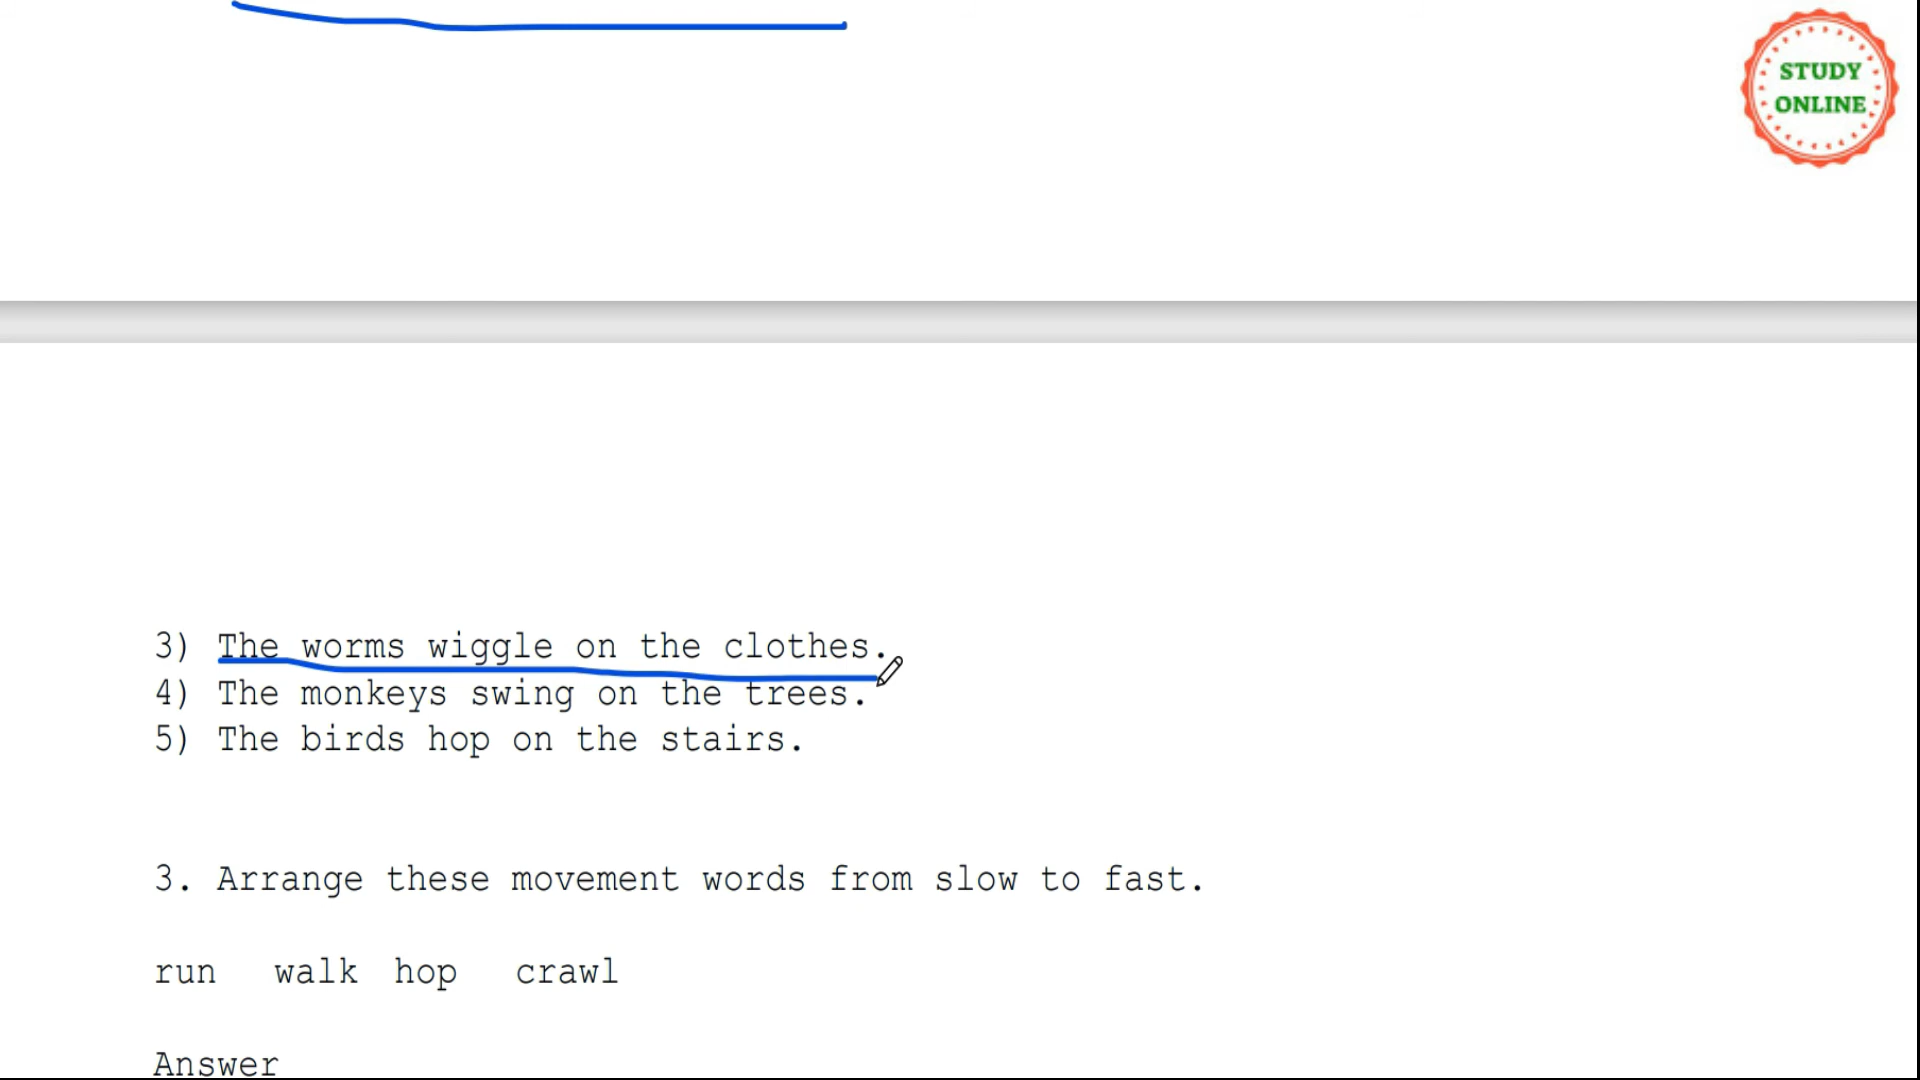 STUDY
ONLINE
3) The worms wiggle on the clothes.
4) The monkeys swing on the trees.
5) The birds hop on the stairs.
3. Arrange these movement words from slow to fast.
run walk hop crawl
Answer